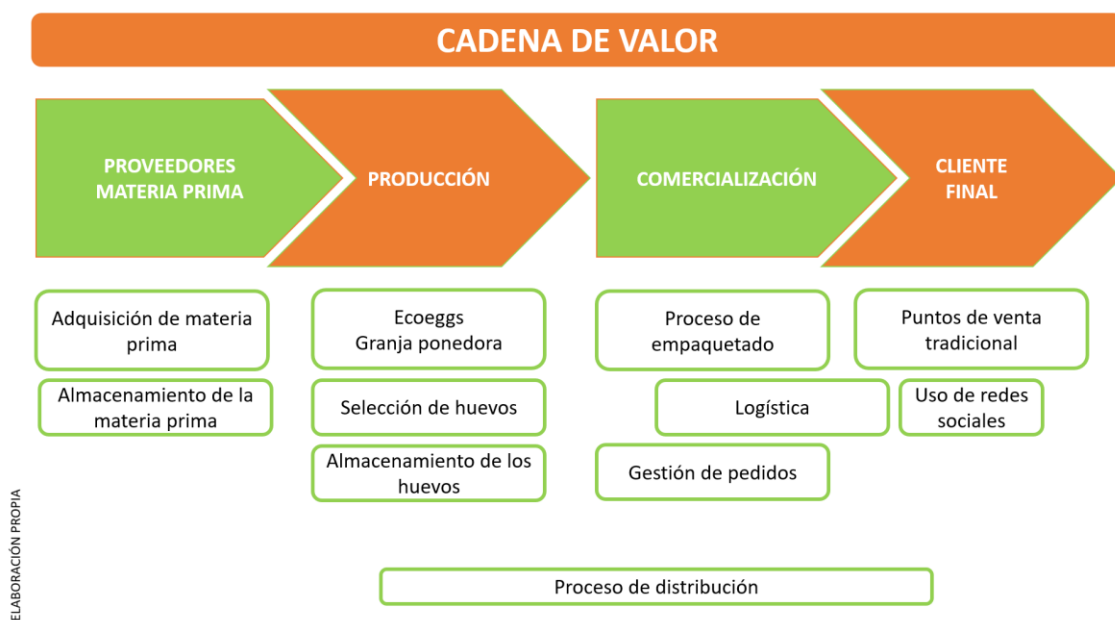 CADENA DE VALOR
PROVEEDORES
MATERIA PRIMA
PRODUCCIÓN
COMERCIALIZACIÓN
CLIENTE
FINAL
Adquisición de materia
prima
Almacenamiento de la
materia prima
Ecoeggs
Granja ponedora
Selección de huevos
Almacenamiento de los
huevos
Proceso de
empaquetado
Logística
Gestión de pedidos
Puntos de venta
tradicional
Uso de redes
sociales
Proceso de distribución
ELABORACIÓN PROPIA